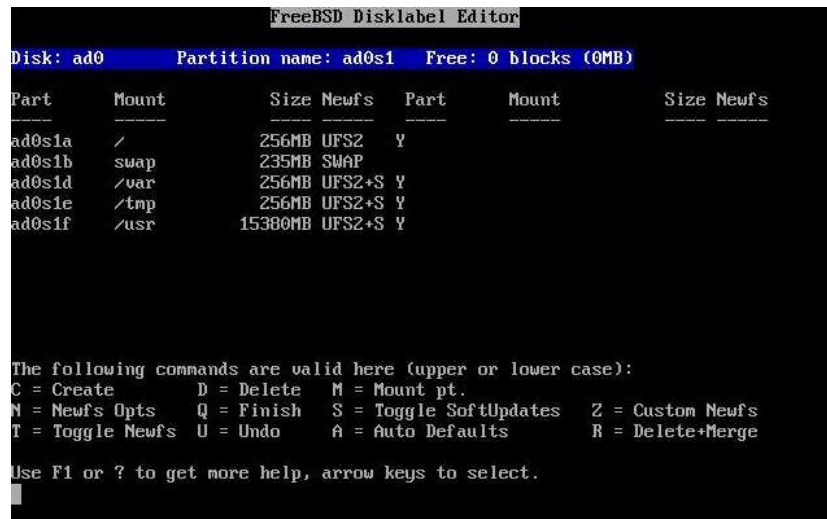 FreeBSD Disklabel Editor
Disk: ad0 Partition name: ad0s1 Free: 0 blocks (0MB)
Part Mount Size Newfs Part Mount Size Newfs
---- ----- ---- ----- ---- ----- ---- -----
ad0s1a / 256MB UFS2 Y
ad0s1b swap 235MB SWAP
ad0s1d /var 256MB UFS2+S Y
ad0s1e /tmp 256MB UFS2+S Y
ad0s1f /usr 15380MB UFS2+S Y
The following commands are valid here (upper or lower case):
C = Create D = Delete M = Mount pt.
N = Newfs Opts Q = Finish S = Toggle SoftUpdates Z = Custom Newfs
T = Toggle Newfs U = Undo A = Auto Defaults R = Delete+Merge
Use F1 or ? to get more help, arrow keys to select.